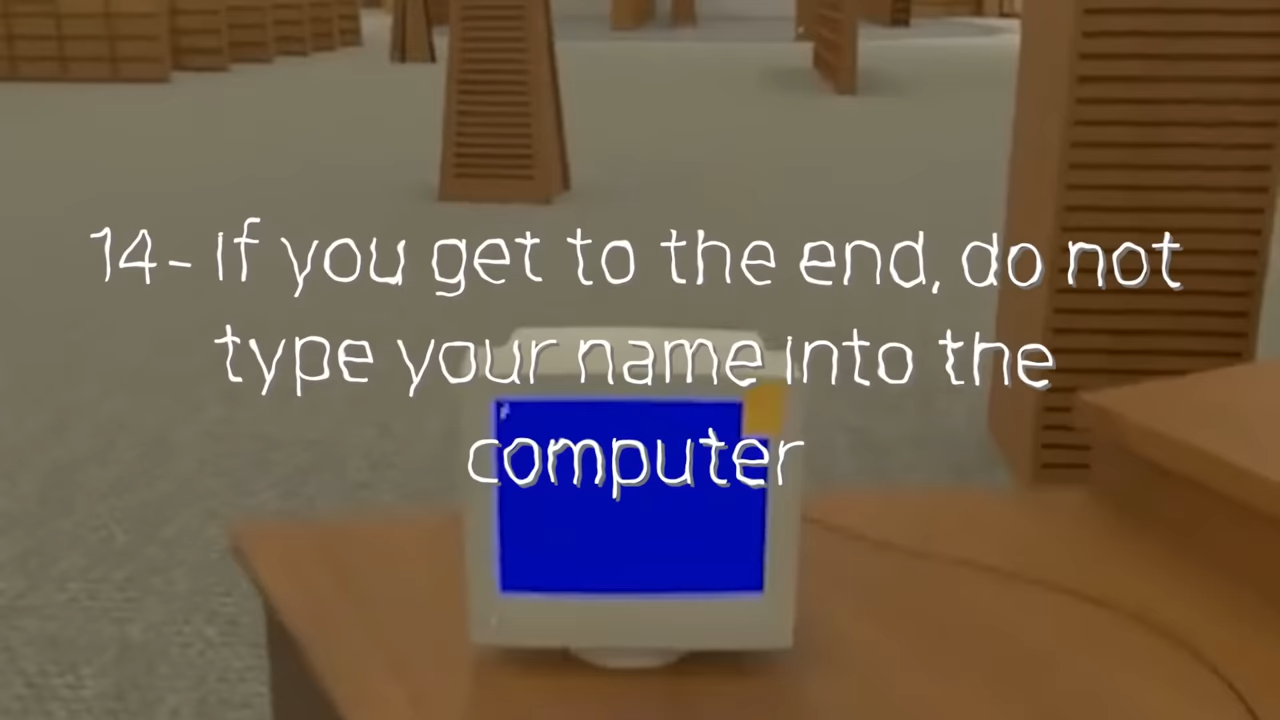 14- If you get to the end, do not
type your name into the
computer